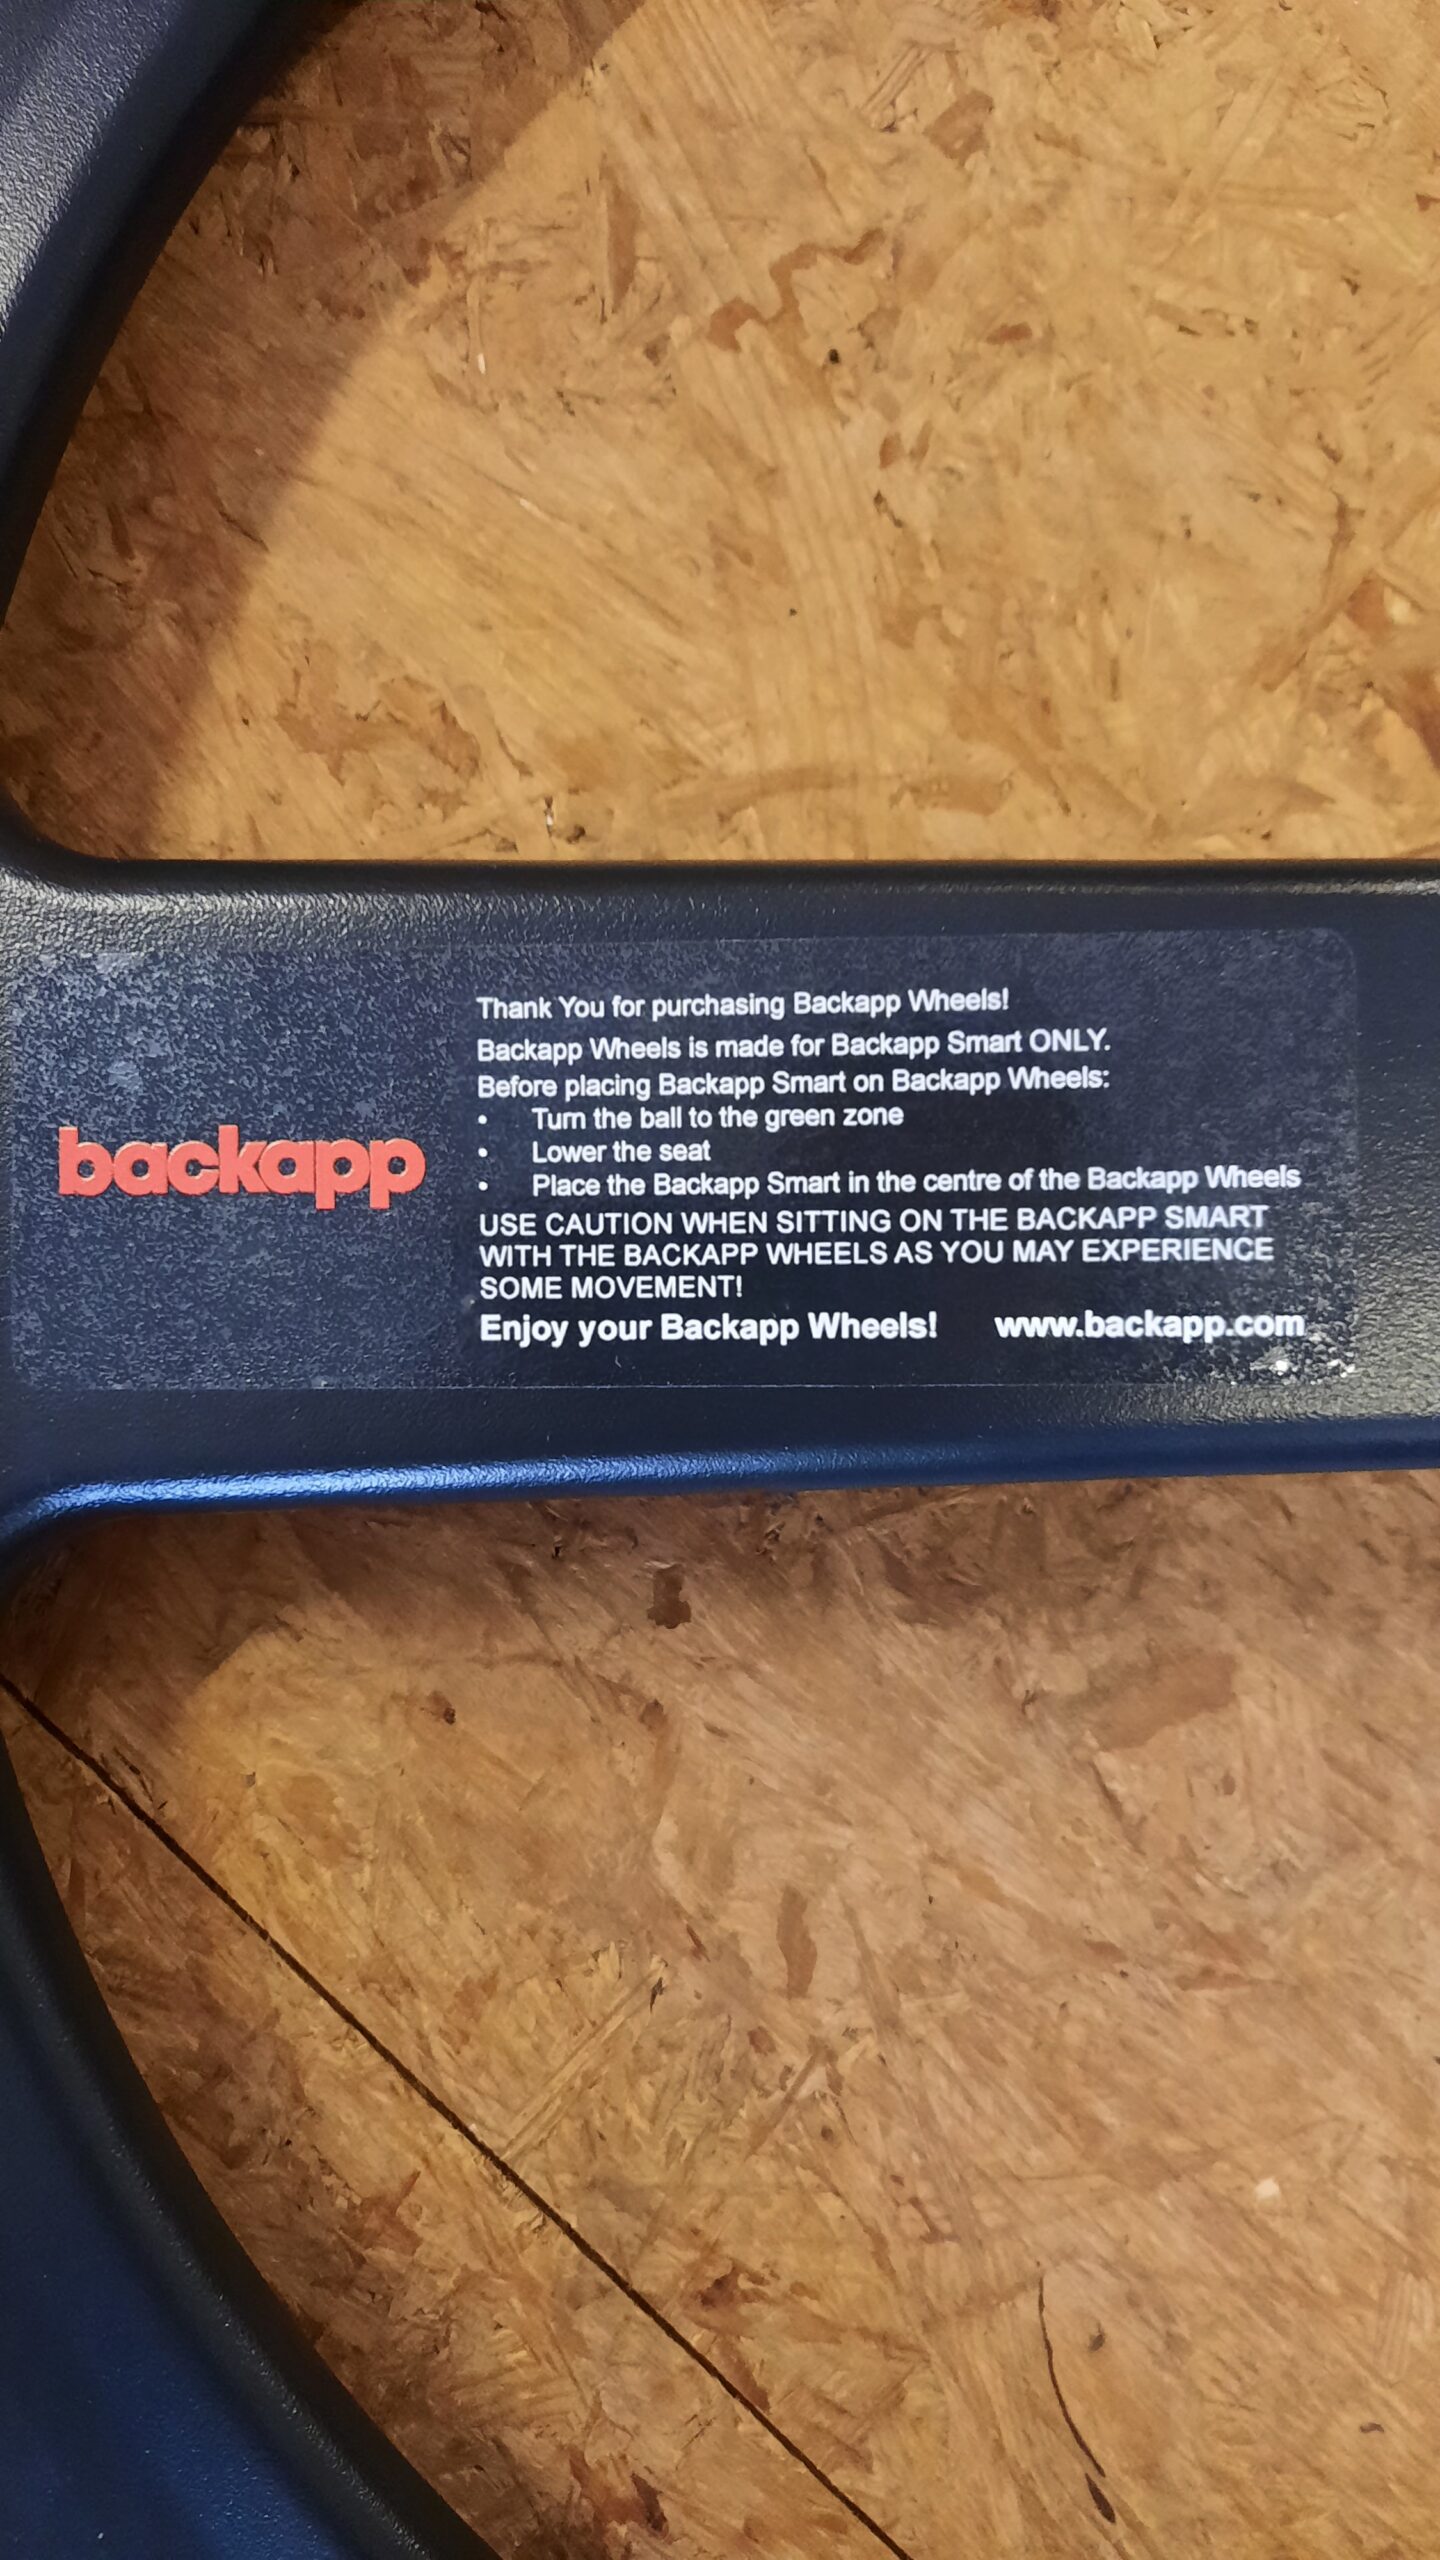 backapp
Thank You for purchasing Backapp Wheels!
Backapp Wheels is made for Backapp Smart ONLY.
Before placing Backapp Smart on Backapp Wheels:
• Turn the ball to the green zone
• Lower the seat
• Place the Backapp Smart in the centre of the Backapp Wheels
USE CAUTION WHEN SITTING ON THE BACKAPP SMART
WITH THE BACKAPP WHEELS AS YOU MAY EXPERIENCE
SOME MOVEMENT!
Enjoy your Backapp Wheels! www.backapp.com